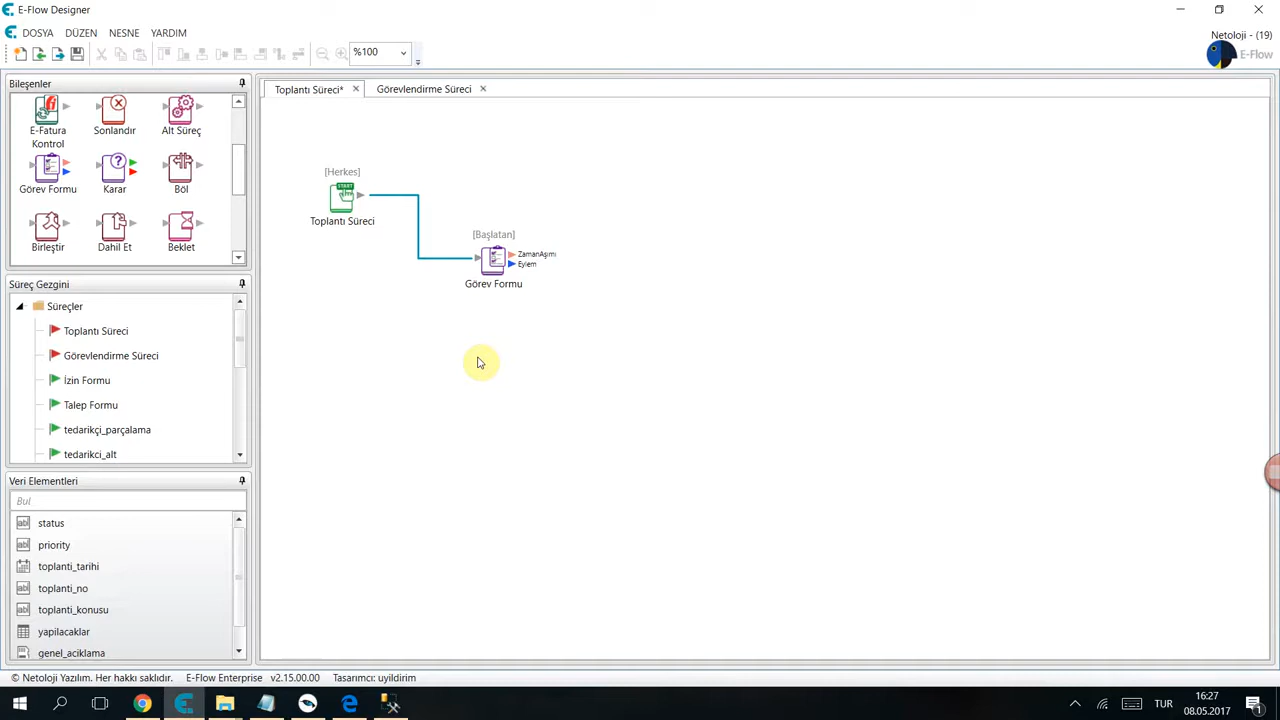 E-Flow Designer
DOSYA DÜZEN NESNE YARDIM
Netoloji - (19)
%100
E-Flow
Bileşenler
Toplantı Süreci*
Görevlendirme Süreci
E-Fatura Kontrol
Sonlandır
Alt Süreç
Görev Formu
Karar
Böl
Birleştir
Dahil Et
Beklet
[Herkes]
START
Toplantı Süreci
[Başlatan]
ZamanAşımı
Eylem
Görev Formu
Süreç Gezgini
Süreçler
Toplantı Süreci
Görevlendirme Süreci
İzin Formu
Talep Formu
tedarikçi_parçalama
tedarikci_alt
Veri Elementleri
Bul
status
priority
toplanti_tarihi
toplanti_no
toplanti_konusu
yapilacaklar
genel_aciklama
© Netoloji Yazılım. Her hakkı saklıdır. E-Flow Enterprise v2.15.00.00 Tasarımcı: uyildirim
TUR
16:27
08.05.2017